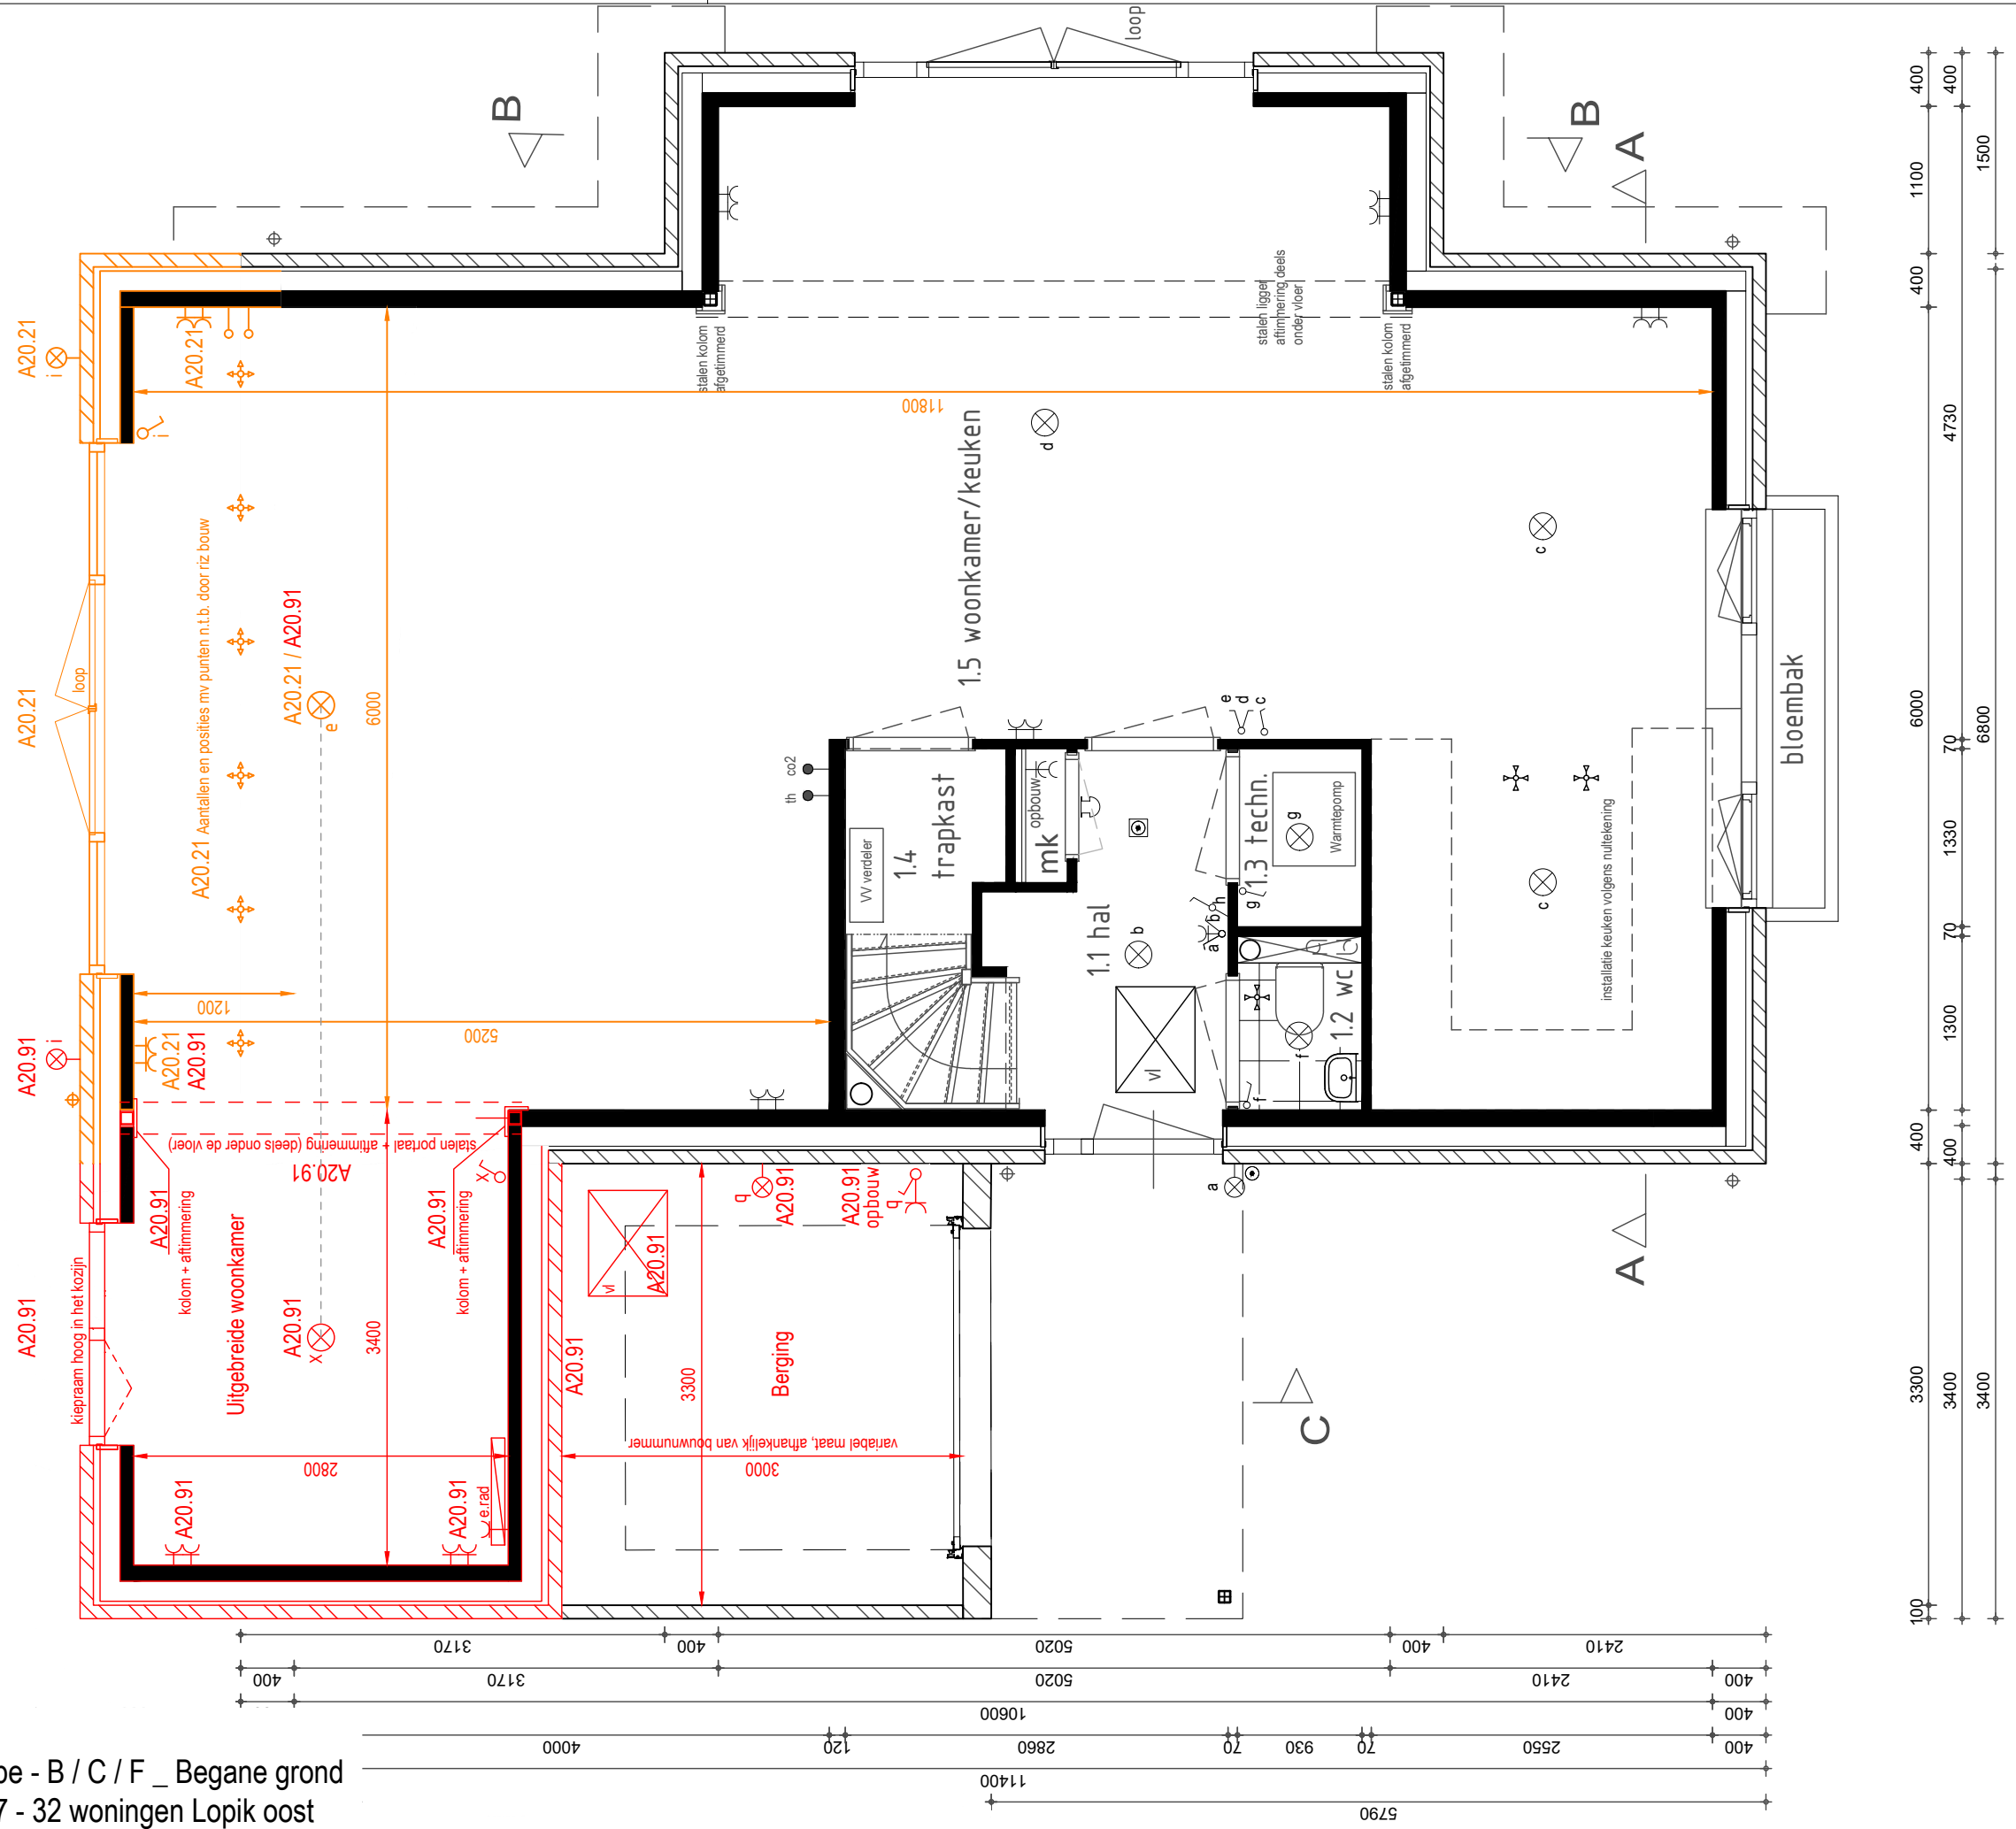 loop
B
B
A
400
400
1100
1500
400
4730
6000
70
6800
1330
70
1300
400
400
3300
3400
3400
100
A20.21
i
A20.21
i
A20.21
loop
A20.21 Aantallen en posities mv punten n.t.b. door riz bouw
A20.21 / A20.91
e
6000
11800
stalen kolom
afgetimmerd
stalen ligger
aftimmering deels
onder vloer
stalen kolom
afgetimmerd
1.5 woonkamer/keuken
d
c
c
e
d
c
co2
th
VV verdeler
1.4
trapkast
opbouw
mk
1.3 techn.
g
Warmtepomp
g
h
b
a
1.1 hal
b
vl
1.2 wc
f
f
installatie keuken volgens nultekening
bloembak
1200
5200
A20.91
i
A20.21
A20.91
stalen portaal + aftimmering (deels onder de vloer)
A20.91
A20.91
kolom + aftimmering
A20.91
kolom + aftimmering
x
kiepraam hoog in het kozijn
A20.91
Uitgebreide woonkamer
A20.91
x
3400
2800
A20.91
A20.91
e.rad
A20.91
vl
A20.91
q
A20.91
A20.91
opbouw
q
3300
Berging
variabel maat, afhankelijk van bouwnummer
3000
a
A
C
3170
400
5020
400
2410
400
3170
5020
2410
400
10600
400
4000
120
2860
70
930
70
2550
400
11400
5790
pe - B / C / F _ Begane grond
7 - 32 woningen Lopik oost